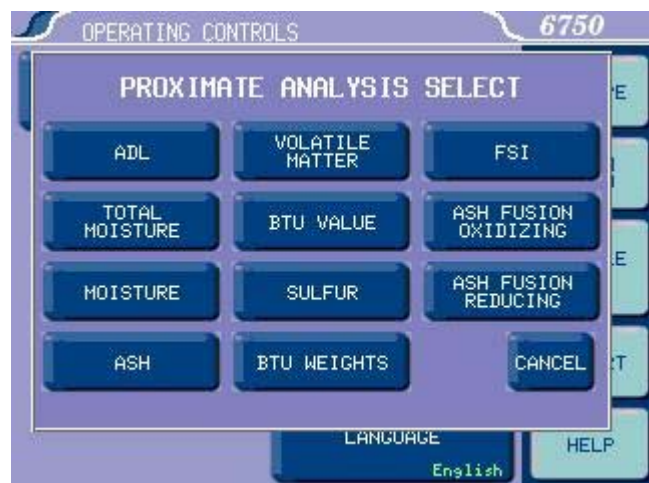 OPERATING CONTROLS
6750
PROXIMATE ANALYSIS SELECT
ADL
VOLATILE
MATTER
FSI
TOTAL
MOISTURE
BTU VALUE
ASH FUSION
OXIDIZING
MOISTURE
SULFUR
ASH FUSION
REDUCING
ASH
BTU WEIGHTS
CANCEL
LANGUAGE
English
HELP